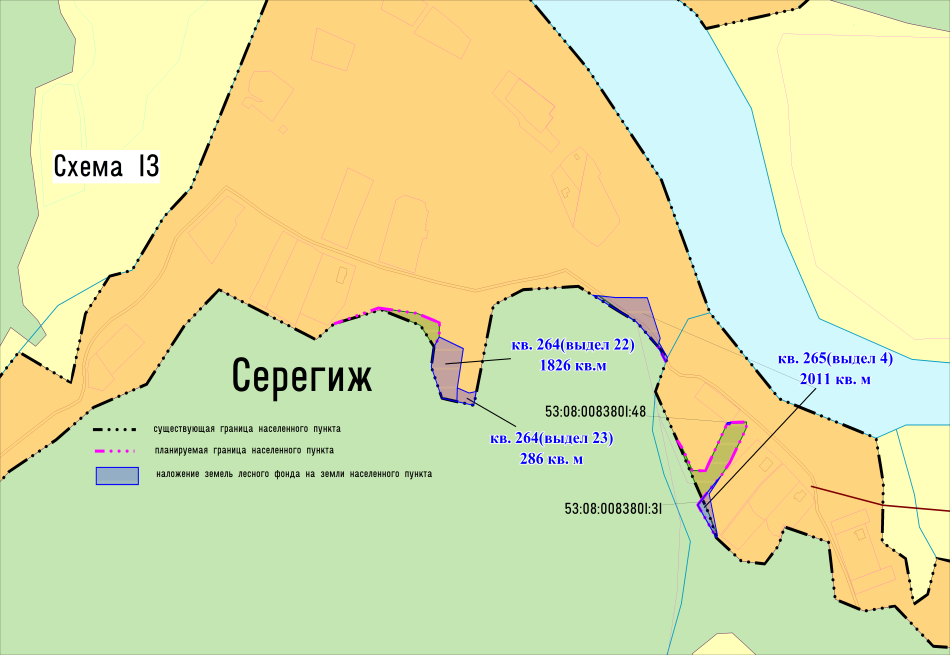 Схема 13
кв. 264(выдел 22)
1826 кв.м
кв. 265(выдел 4)
2011 кв. м
Серегиж
53:08:0083801:48
существующая граница населенного пункта
кв. 264(выдел 23)
286 кв. м
планируемая граница населенного пункта
наложение земель лесного фонда на земли населенного пункта
53:08:0083801:31